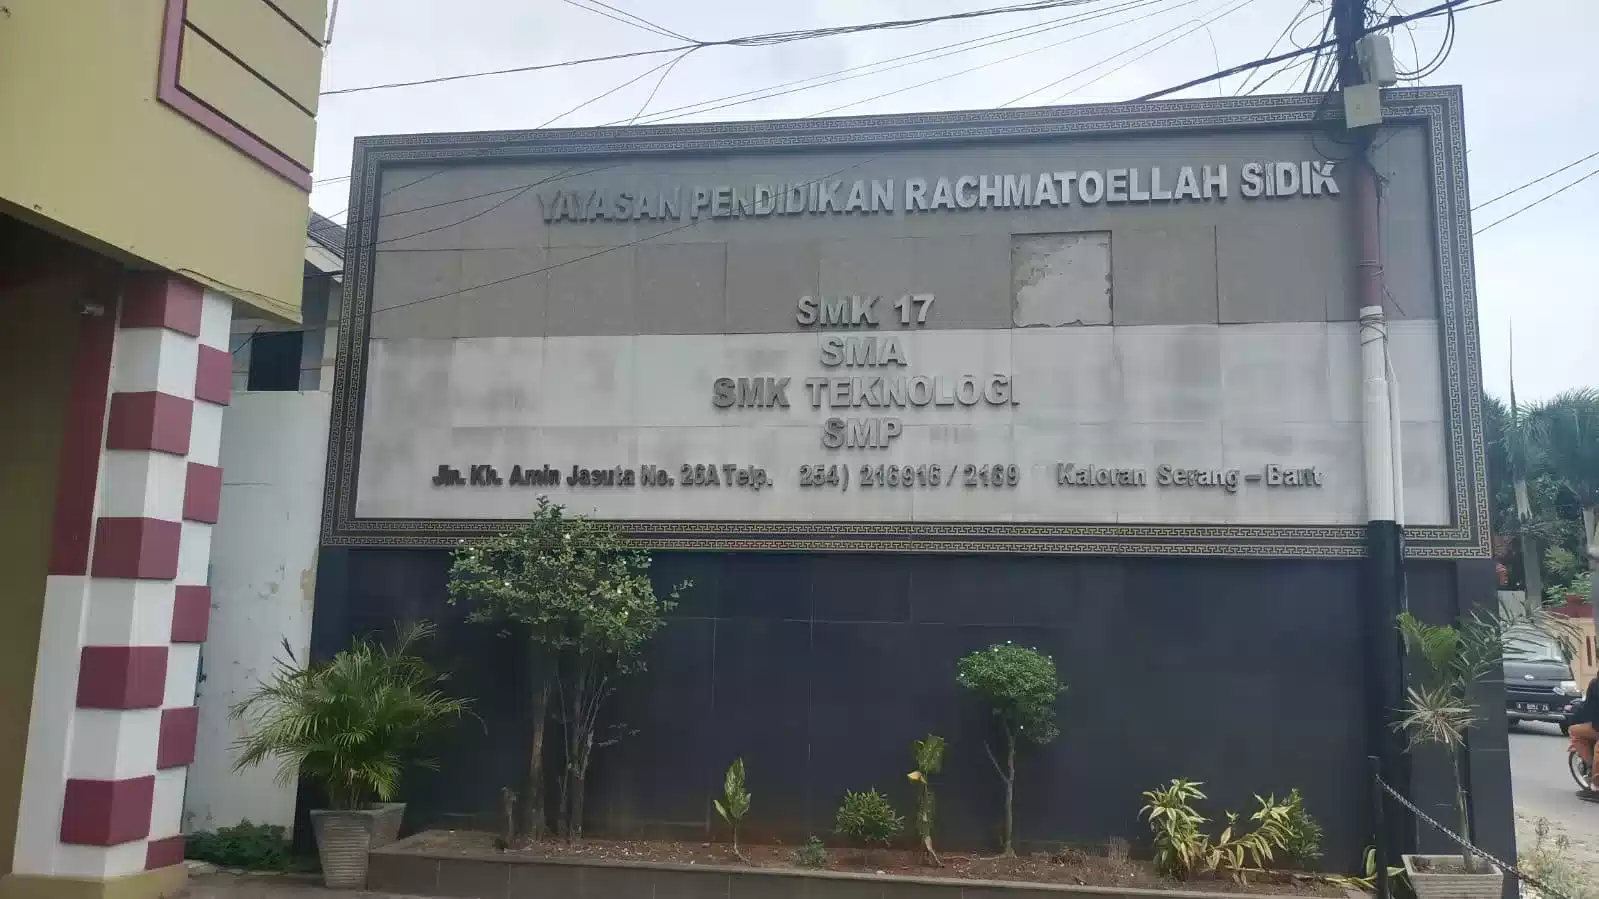 YAYASAN PENDIDIKAN RACHMATOELLAH SIDIK
SMK 17
SMA
SMK TEKNOLOGI
SMP
Jln. Kh. Amin Jasuta No. 26A Telp. 254) 216916 / 2169 Kaloran Serang – Bant